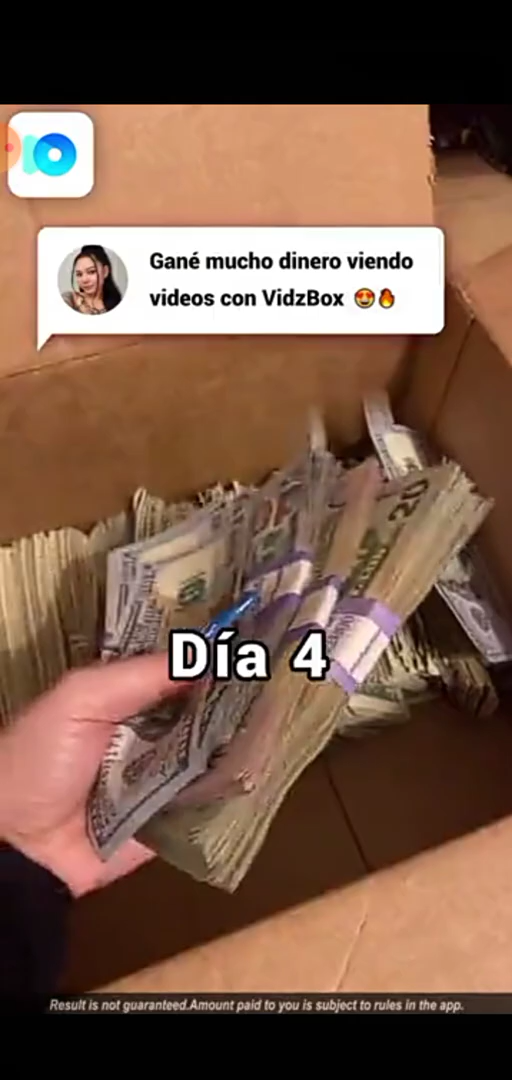 Gané mucho dinero viendo
videos con VidzBox 😍🔥
20
Día 4
Result is not guaranteed.Amount paid to you is subject to rules in the app.